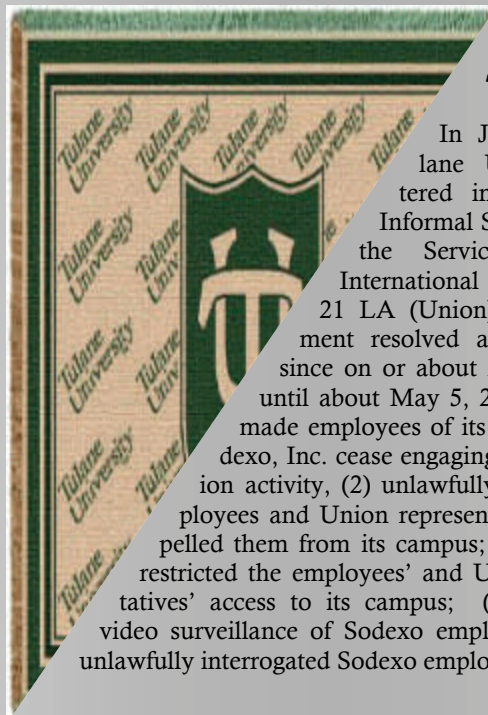 Tulane University
Tulane University
Tulane University
Tulane University
Tulane University
Tulane University
Tulane University
Tulane University
Tulane University
Tulane University
TU
In J
lane U
tered in
Informal S
the Servic
International
21 LA (Union)
ment resolved a
since on or about
until about May 5, 2
made employees of its
dexo, Inc. cease engaging
ion activity, (2) unlawfully
ployees and Union represen
pelled them from its campus;
restricted the employees’ and U
tatives’ access to its campus; (
video surveillance of Sodexo empl
unlawfully interrogated Sodexo emplo